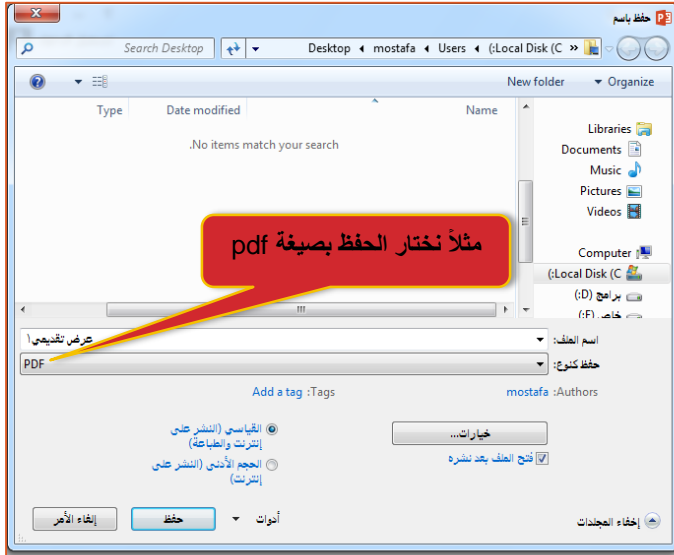 حفظ باسم
(:Local Disk (C ▸ Users ▸ mostafa ▸ Desktop
Search Desktop
Organize
New folder
Name
Date modified
Type
.No items match your search
Libraries
Documents
Music
Pictures
Videos
Computer
(:Local Disk (C
برامج (D:)
خاص (F:)
مثلاً نختار الحفظ بصيغة pdf
اسم الملف: عرض تقديمي١
حفظ كنوع: PDF
mostafa :Authors
Add a tag :Tags
خيارات...
فتح الملف بعد نشره
القياسي (النشر على
إنترنت والطباعة)
الحجم الأدنى (النشر على
إنترنت)
إخفاء المجلدات
أدوات
حفظ
إلغاء الأمر